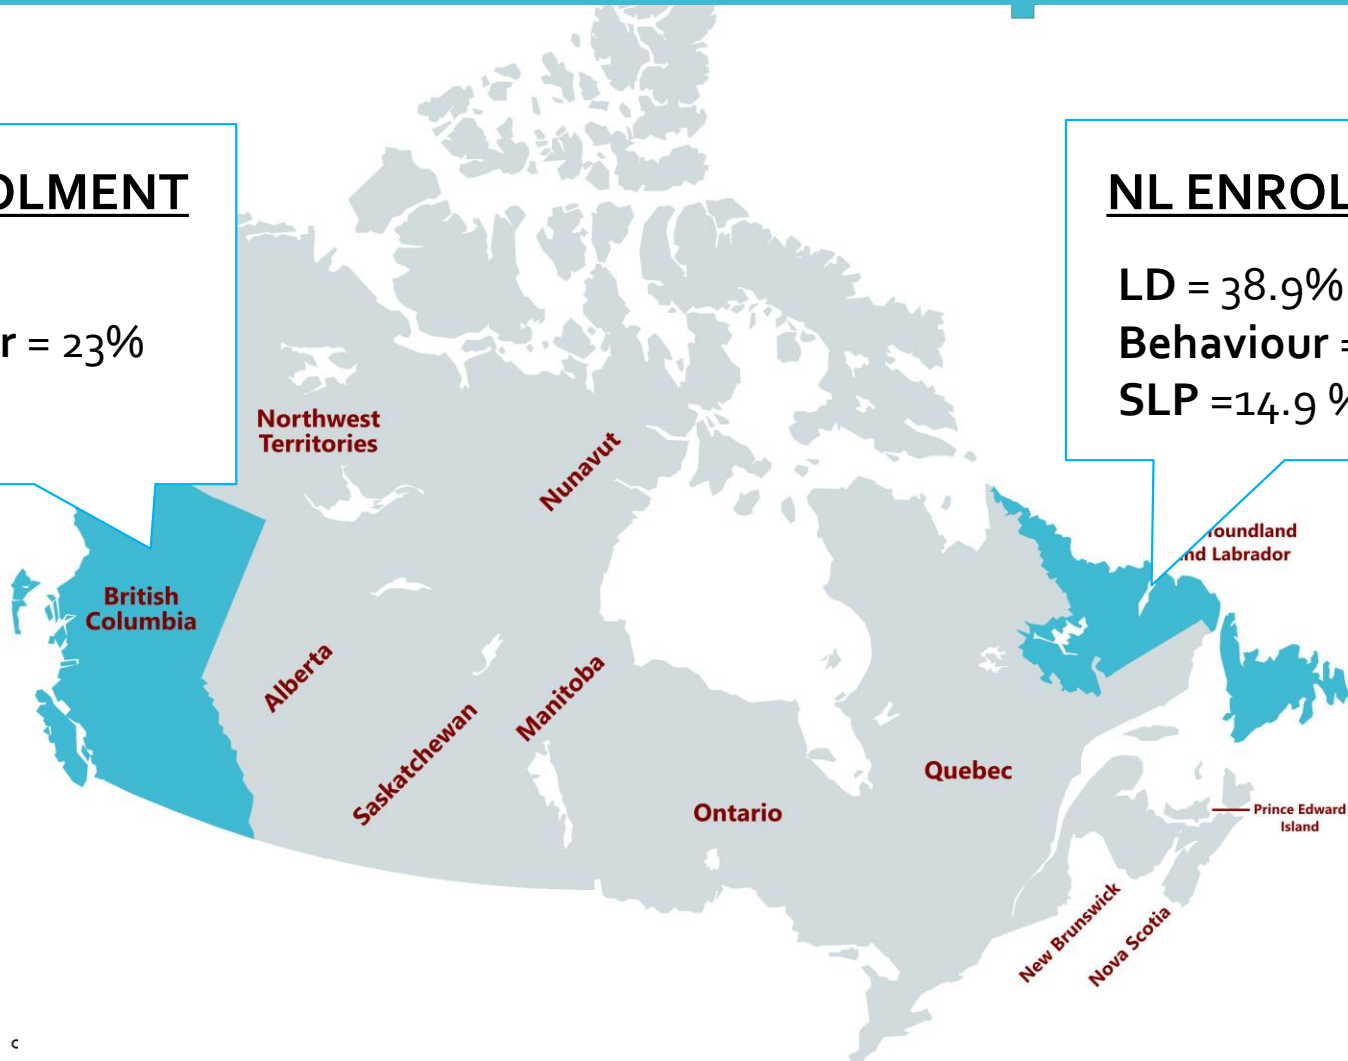 OLMENT
r = 23%
NL ENROL
LD = 38.9%
Behaviour =
SLP =14.9 %
Northwest
Territories
Nunavut
roundland
nd Labrador
British
Columbia
Alberta
Saskatchewan
Manitoba
Ontario
Quebec
Prince Edward
Island
New Brunswick
Nova Scotia